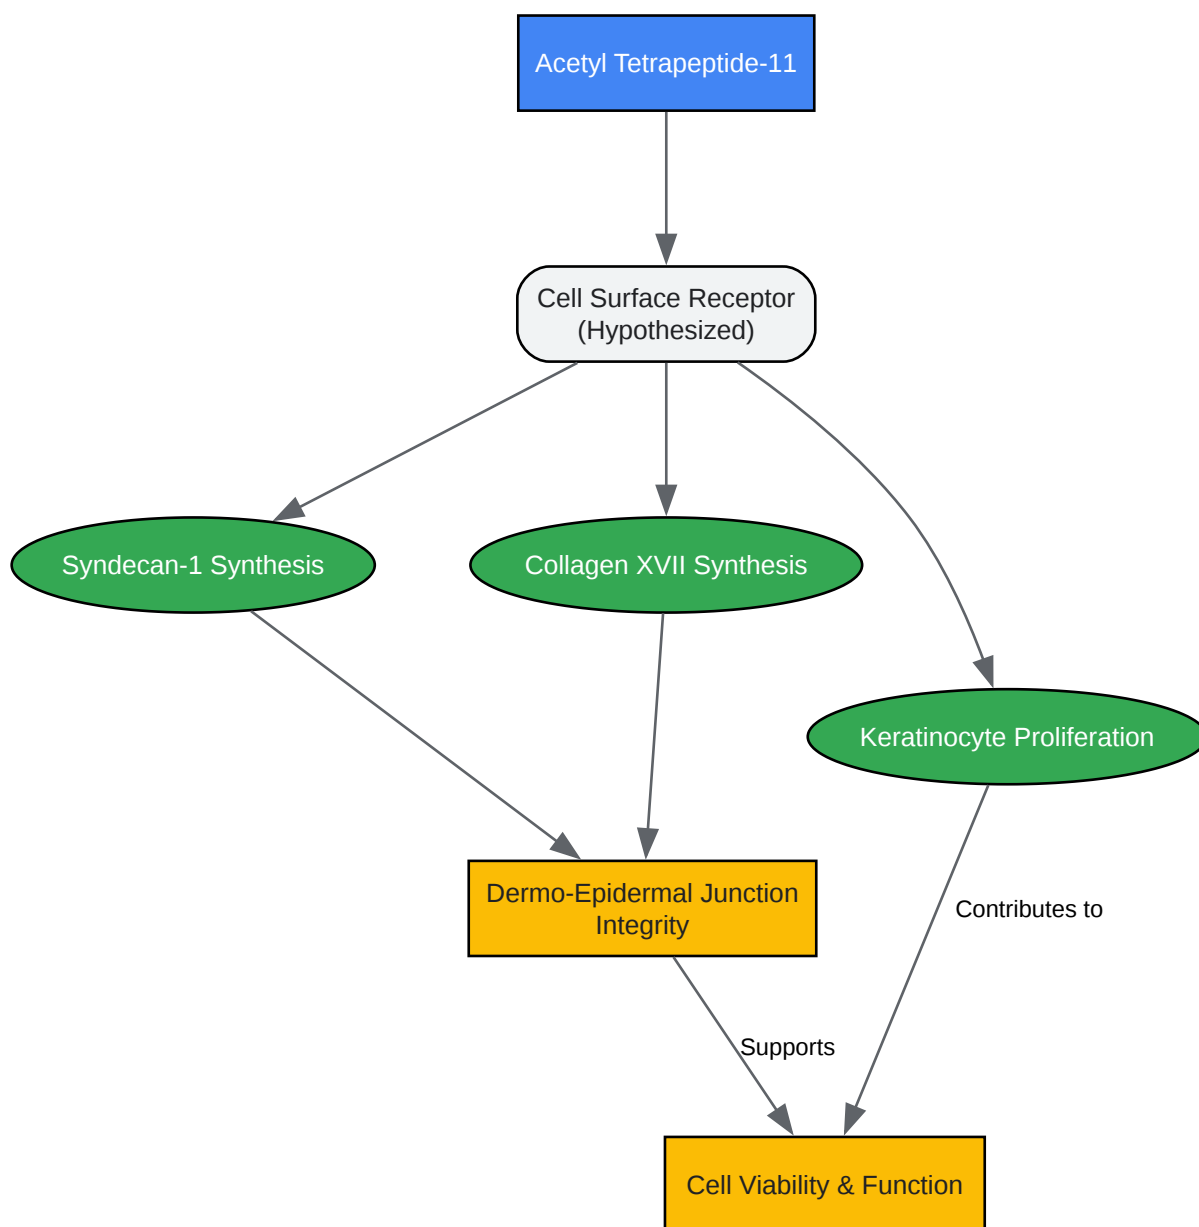 Acetyl Tetrapeptide-11
Cell Surface Receptor
(Hypothesized)
Syndecan-1 Synthesis
Collagen XVII Synthesis
Keratinocyte Proliferation
Dermo-Epidermal Junction
Integrity
Contributes to
Supports
Cell Viability & Function